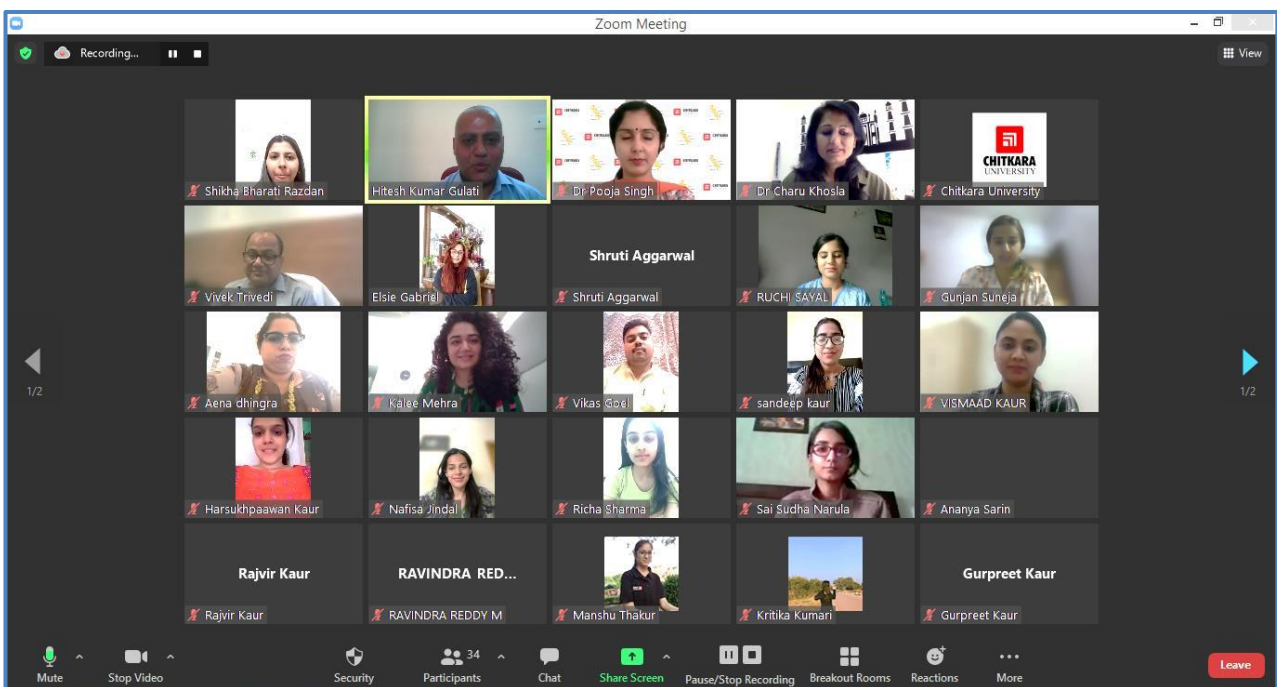 Zoom Meeting
Recording...
View
Shikha Bharati Razdan
Hitesh Kumar Gulati
Dr Pooja Singh
Dr Charu Khosla
CHITKARA
UNIVERSITY
Chitkara University
Vivek Trivedi
Elsie Gabriel
Shruti Aggarwal
Shruti Aggarwal
RUCHI SAYAL
Gunjan Suneja
Aena dhingra
Kalee Mehra
Vikas Goel
sandeep kaur
VISMAAD KAUR
1/2
1/2
Harsukhpaawan Kaur
Nafisa Jindal
Richa Sharma
Sai Sudha Narula
Ananya Sarin
Rajvir Kaur
Rajvir Kaur
RAVINDRA RED...
RAVINDRA REDDY M
Manshu Thakur
Kritika Kumari
Gurpreet Kaur
Gurpreet Kaur
Mute
Stop Video
Security
34
Participants
Chat
Share Screen
Pause/Stop Recording
Breakout Rooms
Reactions
More
Leave